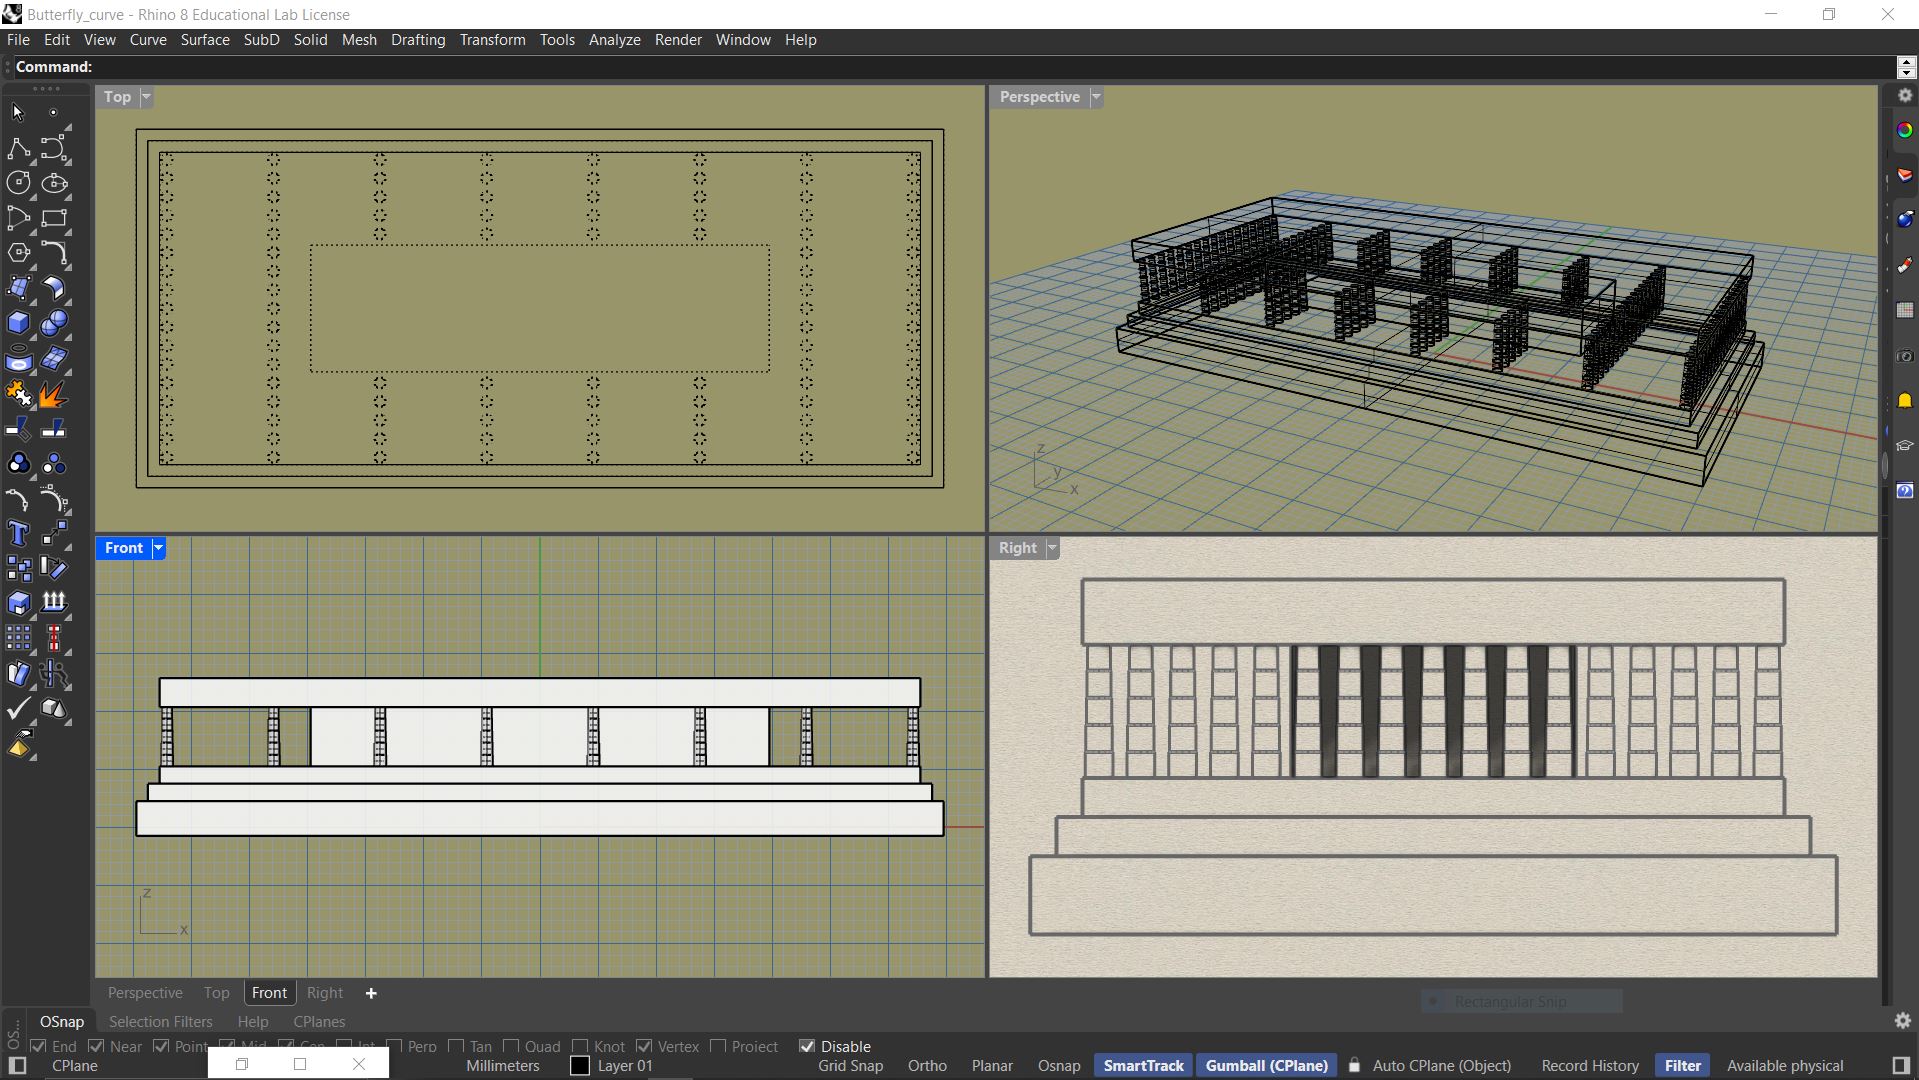 Butterfly_curve - Rhino 8 Educational Lab License
File Edit View Curve Surface SubD Solid Mesh Drafting Transform Tools Analyze Render Window Help
Command:
Top
Perspective
z
y
x
Front
Right
z
x
Perspective Top Front Right
Rectangular Snip
OS...
OSnap Selection Filters Help CPlanes
End Near Point Mid Cen Int Perp Tan Quad Knot Vertex Project Disable
CPlane Millimeters Layer 01 Grid Snap Ortho Planar Osnap SmartTrack Gumball (CPlane) Auto CPlane (Object) Record History Filter Available physical